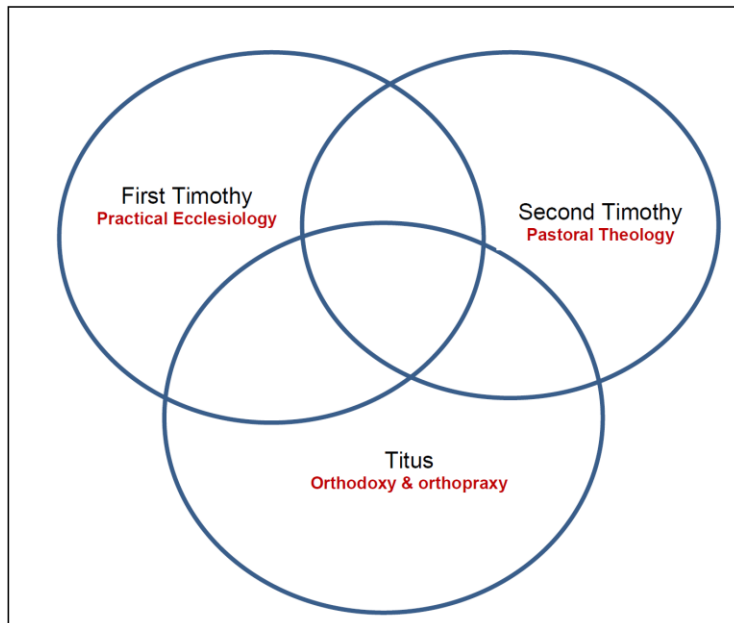 First Timothy
Practical Ecclesiology
Second Timothy
Pastoral Theology
Titus
Orthodoxy & orthopraxy